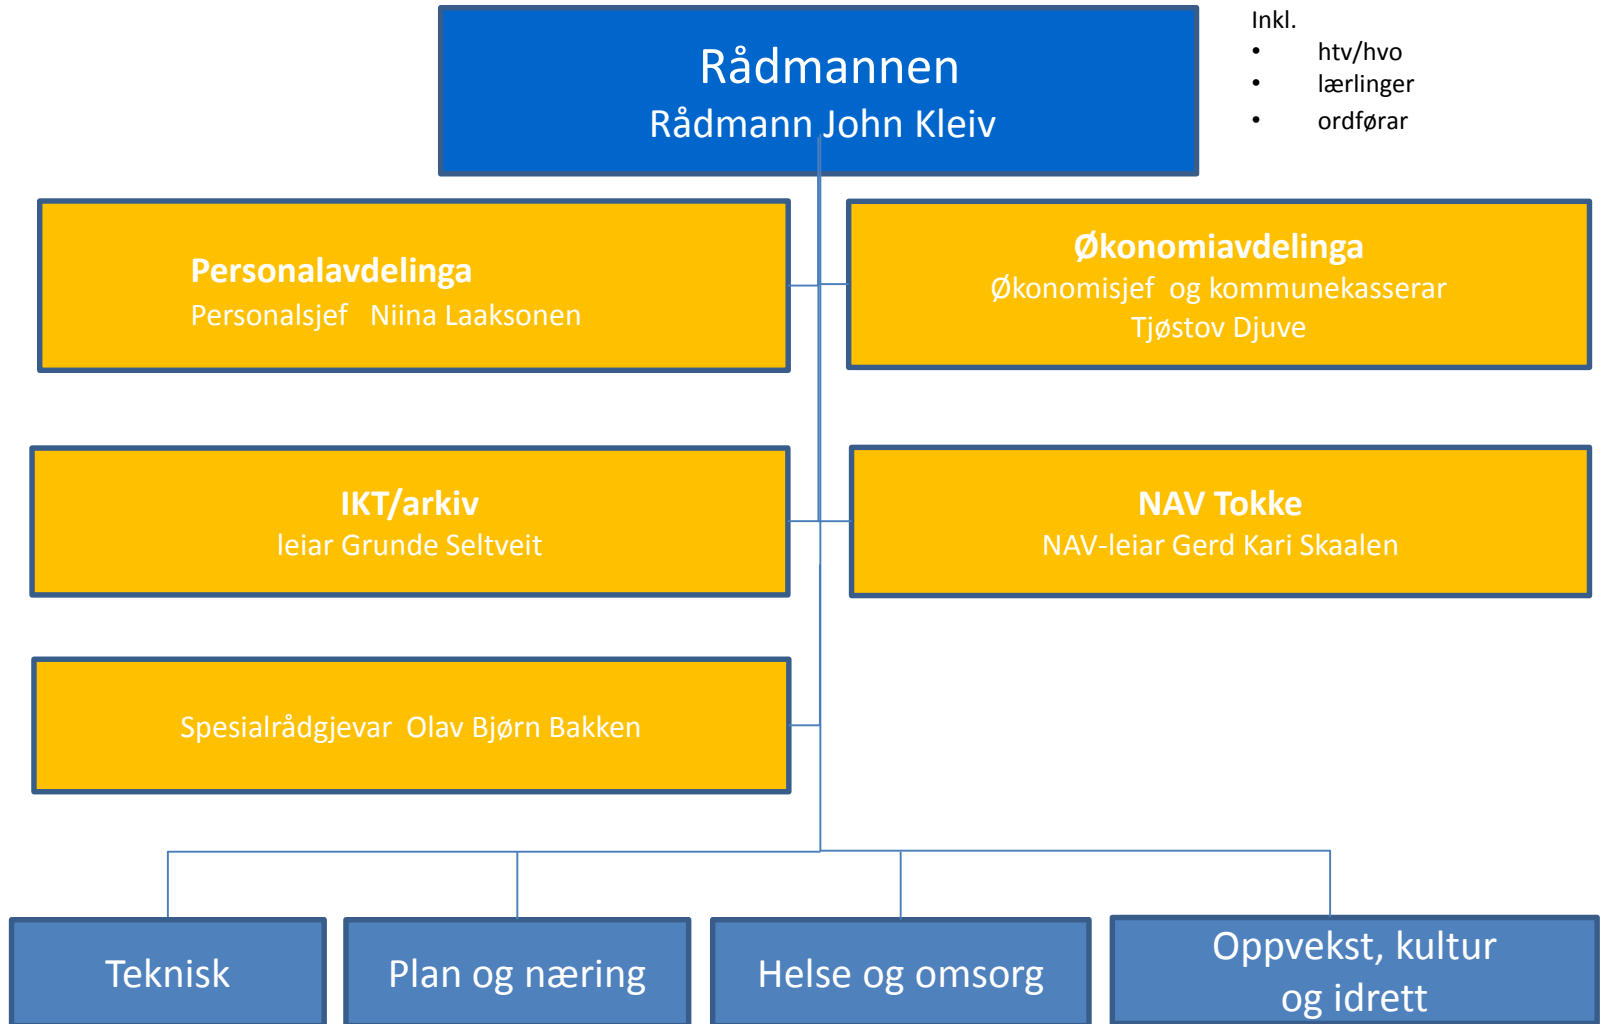 Rådmannen
Rådmann John Kleiv
Inkl.
• htv/hvo
• lærlinger
• ordførar
Personalavdelinga
Personalsjef Niina Laaksonen
Økonomiavdelinga
Økonomisjef og kommunekasserar
Tjøstov Djuve
IKT/arkiv
leiar Grunde Seltveit
NAV Tokke
NAV-leiar Gerd Kari Skaalen
Spesialrådgjevar Olav Bjørn Bakken
Teknisk
Plan og næring
Helse og omsorg
Oppvekst, kultur
og idrett